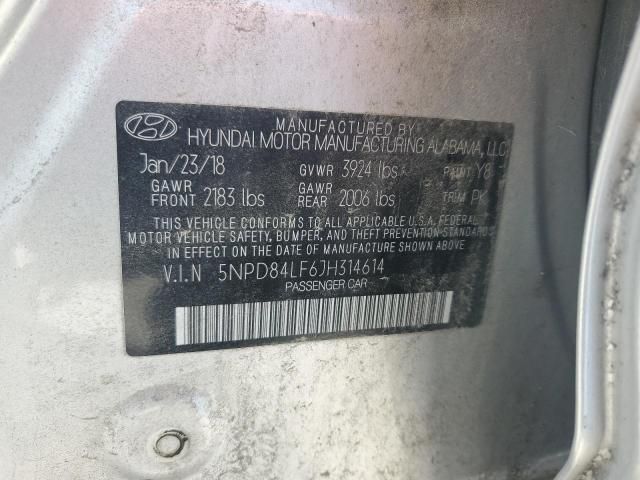 MANUFACTURED BY
HYUNDAI MOTOR MANUFACTURING ALABAMA, LLC
Jan/23/18 GVWR 3924 lbs PAINT Y8
GAWR FRONT 2183 lbs GAWR REAR 2006 lbs TRIM PK
THIS VEHICLE CONFORMS TO ALL APPLICABLE U.S.A. FEDERAL
MOTOR VEHICLE SAFETY, BUMPER, AND THEFT PREVENTION STANDARDS
IN EFFECT ON THE DATE OF MANUFACTURE SHOWN ABOVE.
V.I.N 5NPD84LF6JH314614
PASSENGER CAR